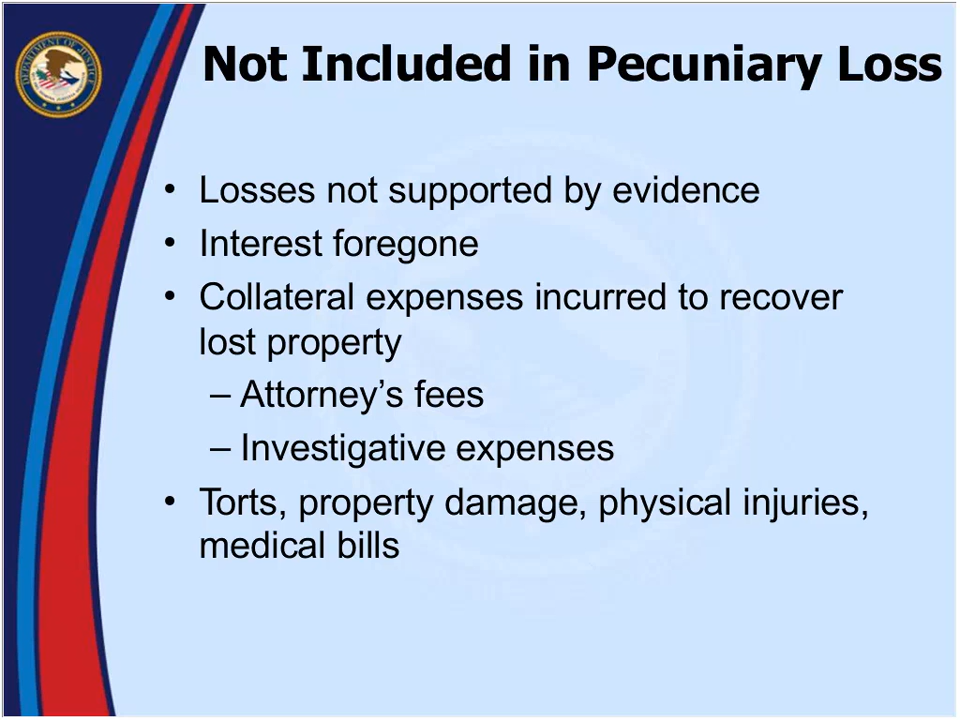 Not Included in Pecuniary Loss
• Losses not supported by evidence
• Interest foregone
• Collateral expenses incurred to recover
lost property
– Attorney’s fees
– Investigative expenses
• Torts, property damage, physical injuries,
medical bills